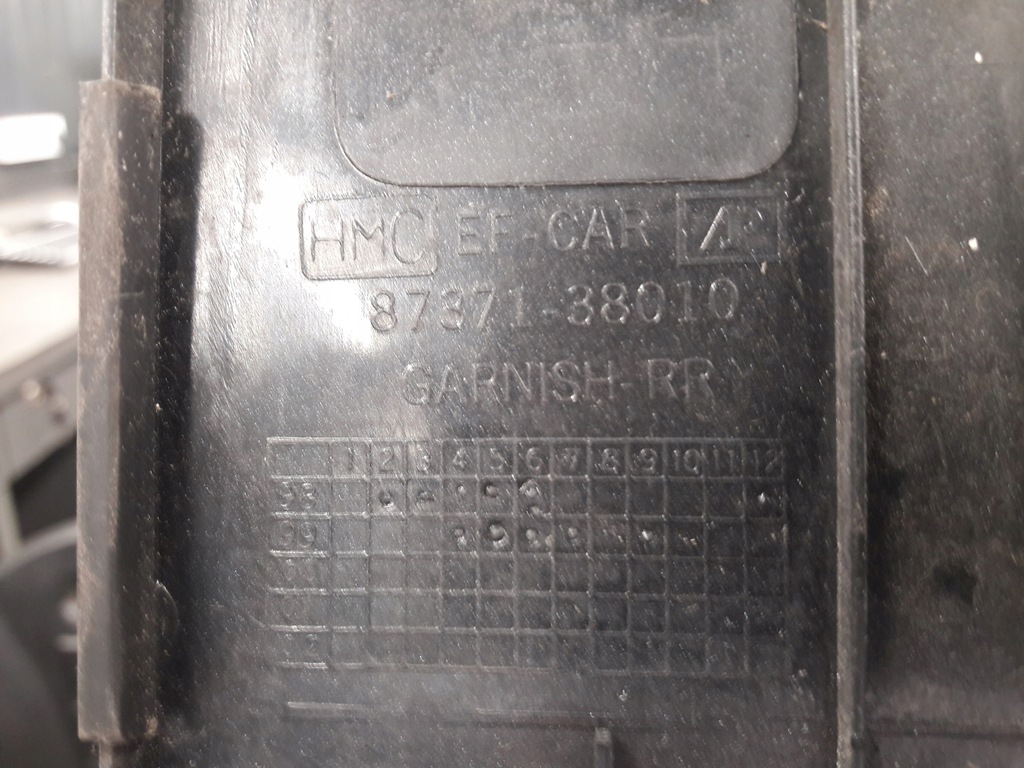 HMC EF-CAR
87371-38010
GARNISH-RR
1 2 3 4 5 6 7 8 9 10 11 12
98
99